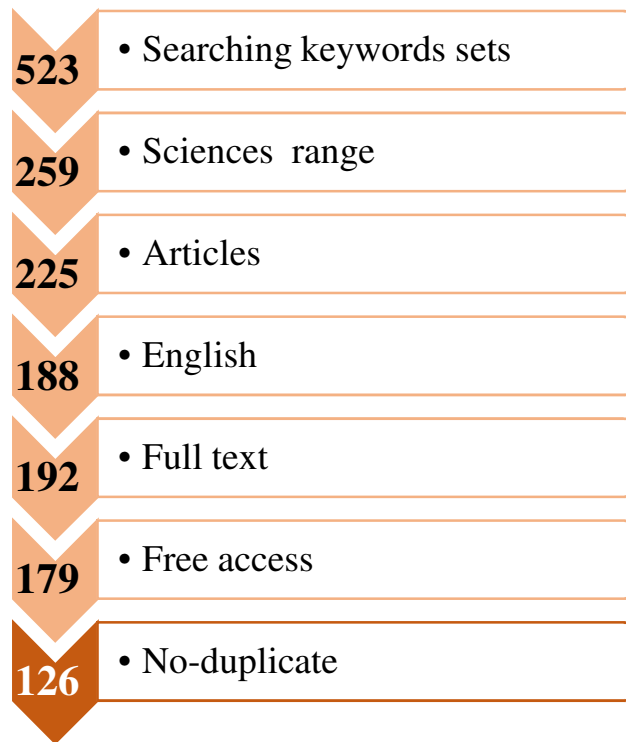 523 • Searching keywords sets
259 • Sciences range
225 • Articles
188 • English
192 • Full text
179 • Free access
126 • No-duplicate